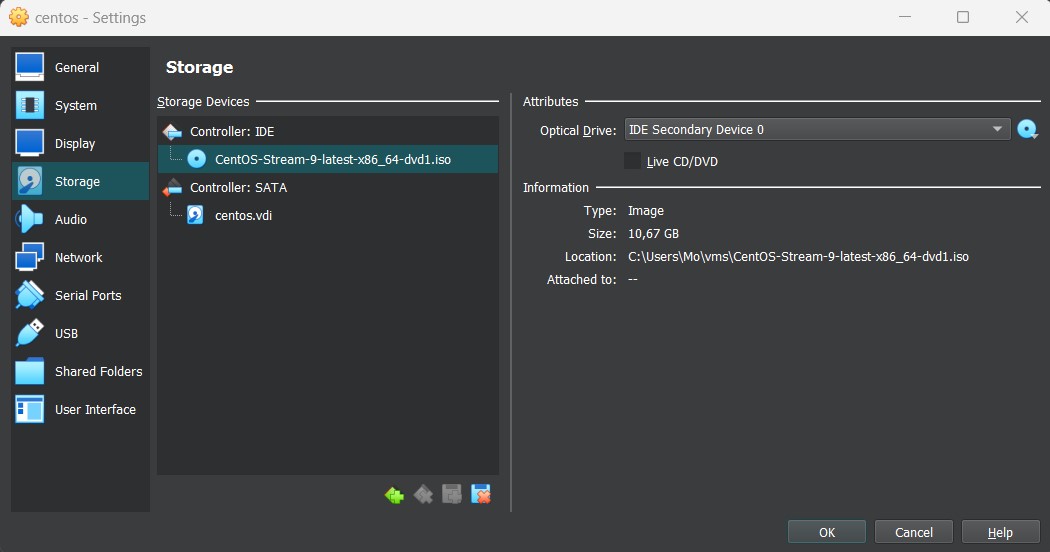 centos - Settings
General
System
Display
Storage
Audio
Network
Serial Ports
USB
Shared Folders
User Interface
Storage
Storage Devices
Controller: IDE
CentOS-Stream-9-latest-x86_64-dvd1.iso
Controller: SATA
centos.vdi
Attributes
Optical Drive: IDE Secondary Device 0
Live CD/DVD
Information
Type: Image
Size: 10,67 GB
Location: C:\Users\Mo\vms\CentOS-Stream-9-latest-x86_64-dvd1.iso
Attached to: --
OK Cancel Help